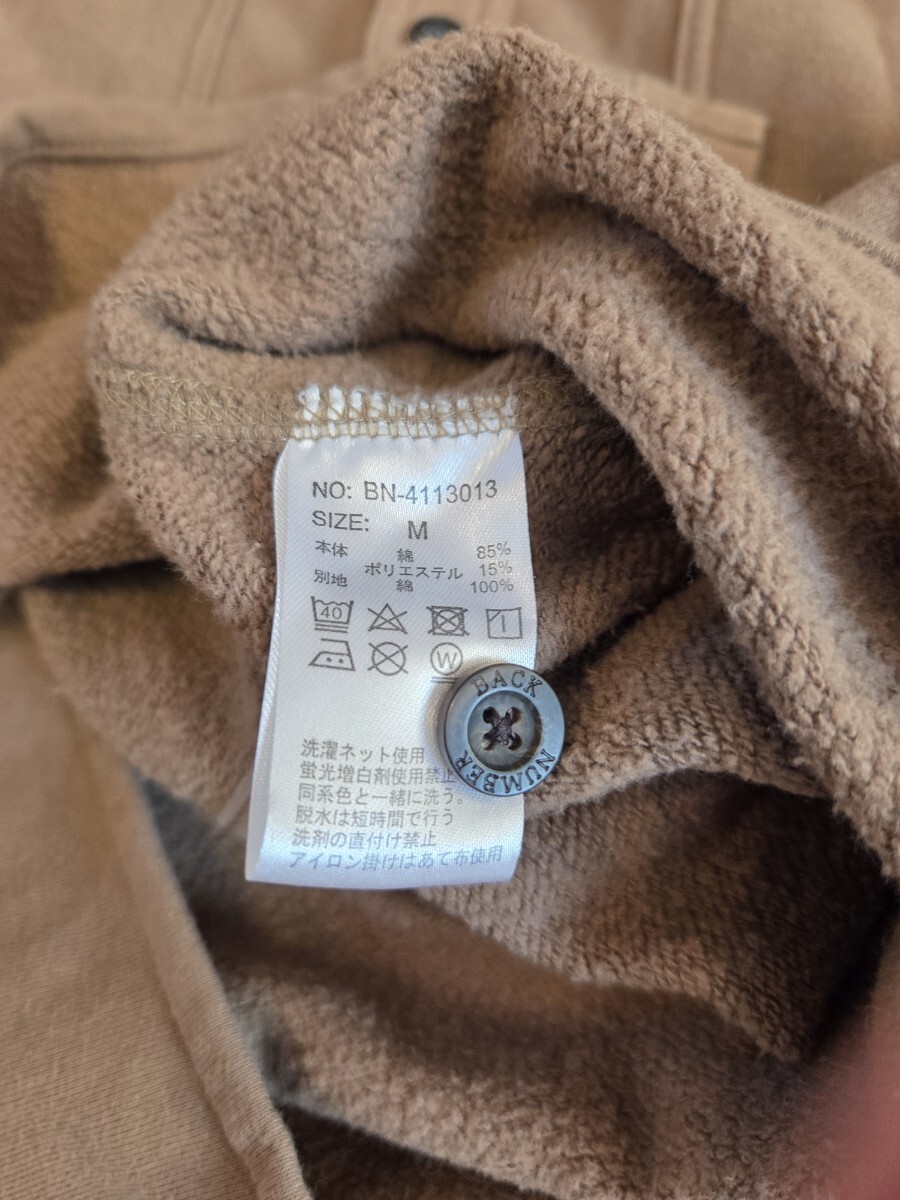 NO: BN-4113013
SIZE: M
本体 綿 85%
ポリエステル 15%
別地 綿 100%
40
W
BACK
NUMBER
洗濯ネット使用
蛍光増白剤使用禁止
同系色と一緒に洗う。
脱水は短時間で行う
洗剤の直付け禁止
アイロン掛けはあて布使用